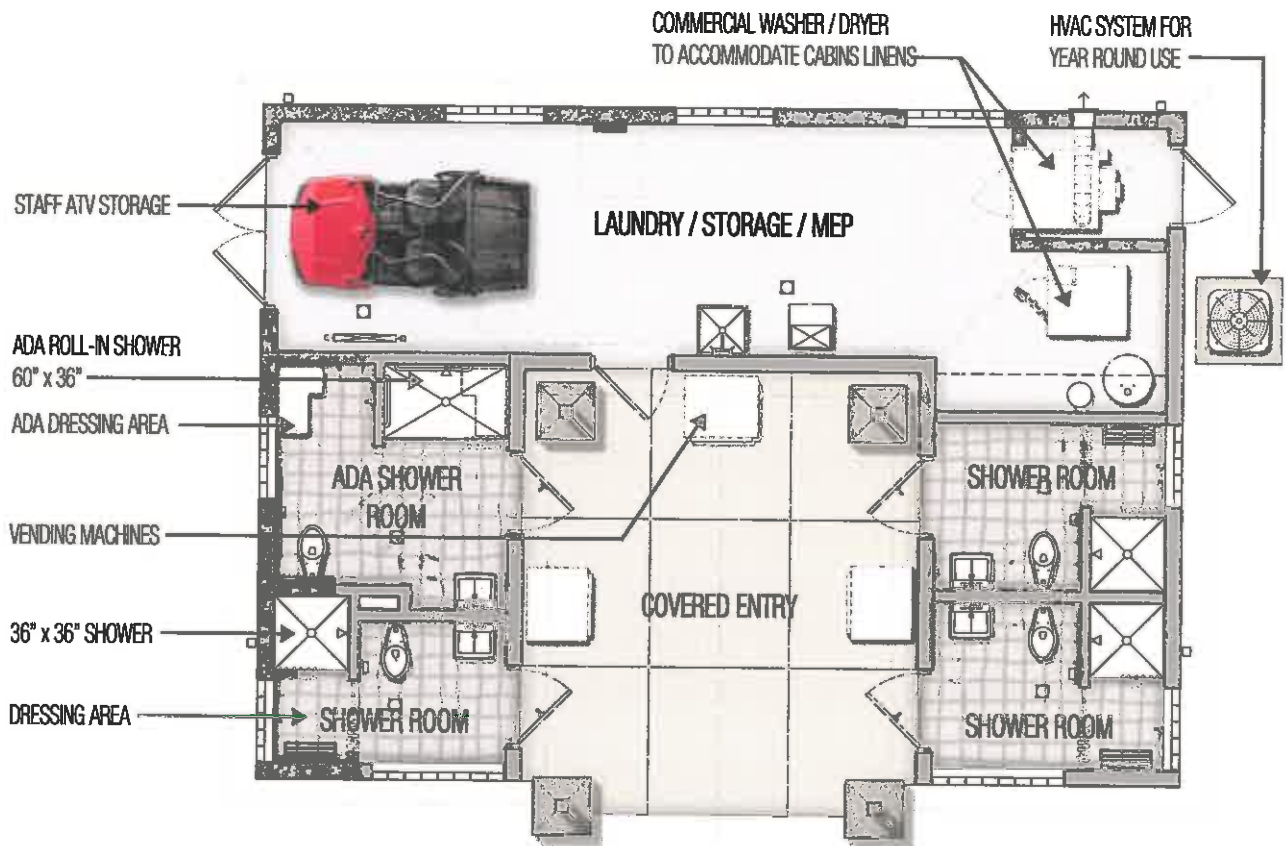 COMMERCIAL WASHER / DRYER
TO ACCOMMODATE CABINS LINENS
HVAC SYSTEM FOR
YEAR ROUND USE
STAFF ATV STORAGE
LAUNDRY / STORAGE / MEP
ADA ROLL-IN SHOWER
60" x 36"
ADA DRESSING AREA
ADA SHOWER
ROOM
SHOWER ROOM
VENDING MACHINES
COVERED ENTRY
36" x 36" SHOWER
DRESSING AREA
SHOWER ROOM
SHOWER ROOM